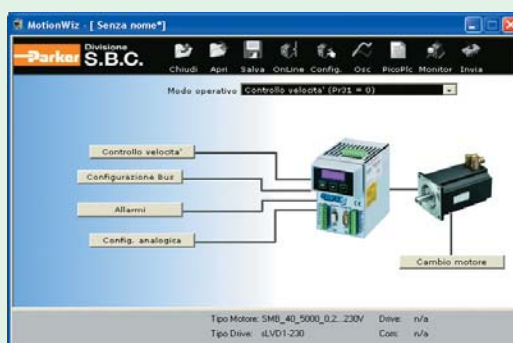 MotionWiz - [ Senza nome*]
Parker Divisione S.B.C.
Chiudi Apri Salva OnLine Config. Osc PicoPlc Monitor Invia
Modo operativo Controllo velocita' (Pr31 = 0)
Controllo velocita'
Configurazione Bus
Allarmi
Config. analogica
Cambio motore
Tipo Motore: SMB_40_5000_0,2...230V Drive: n/a
Tipo Drive: sLVD1-230 Com: n/a